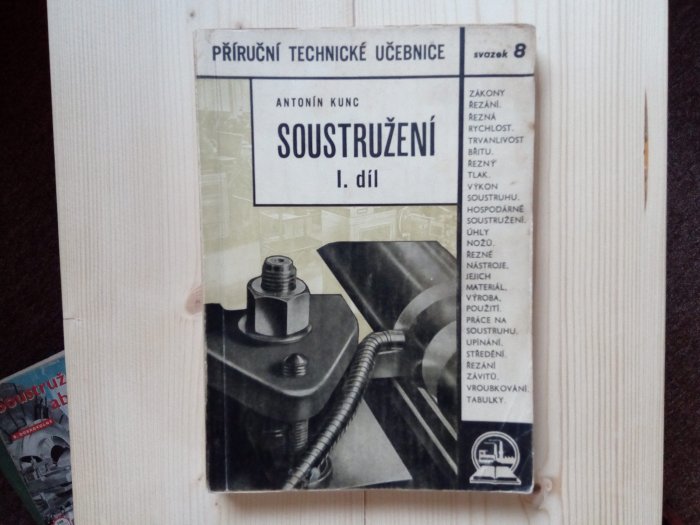 PŘÍRUČNÍ TECHNICKÉ UČEBNICE
svazek 8
ANTONÍN KUNC
SOUSTRUŽENÍ
I. díl
ZÁKONY
ŘEZÁNÍ.
ŘEZNÁ
RYCHLOST.
TRVANLIVOST
BŘITU.
ŘEZNÝ
TLAK.
VÝKON
SOUSTRUHU.
HOSPODÁRNÉ
SOUSTRUŽENÍ.
ÚHLY
NOŽŮ.
ŘEZNÉ
NÁSTROJE,
JEJICH
MATERIÁL,
VÝROBA,
POUŽITÍ.
PRÁCE NA
SOUSTRUHU.
UPÍNÁNÍ.
STŘEDĚNÍ.
ŘEZÁNÍ
ZÁVITŮ.
VROUBKOVÁNÍ.
TABULKY.